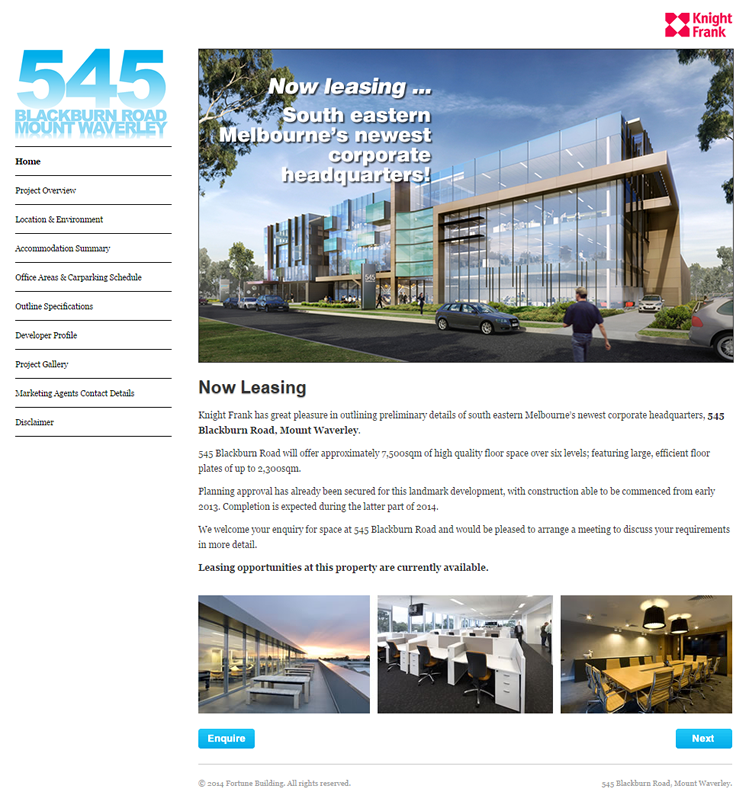 Knight
Frank
545
BLACKBURN ROAD
MOUNT WAVERLEY
Home
Project Overview
Location & Environment
Accommodation Summary
Office Areas & Carparking Schedule
Outline Specifications
Developer Profile
Project Gallery
Marketing Agents Contact Details
Disclaimer
Now leasing ...
South eastern
Melbourne's newest
corporate
headquarters!
545
Now Leasing
Knight Frank has great pleasure in outlining preliminary details of south eastern Melbourne's newest corporate headquarters, 545
Blackburn Road, Mount Waverley.
545 Blackburn Road will offer approximately 7,500sqm of high quality floor space over six levels; featuring large, efficient floor
plates of up to 2,300sqm.
Planning approval has already been secured for this landmark development, with construction able to be commenced from early
2013. Completion is expected during the latter part of 2014.
We welcome your enquiry for space at 545 Blackburn Road and would be pleased to arrange a meeting to discuss your requirements
in more detail.
Leasing opportunities at this property are currently available.
Enquire
Next
© 2014 Fortune Building. All rights reserved.
545 Blackburn Road, Mount Waverley.